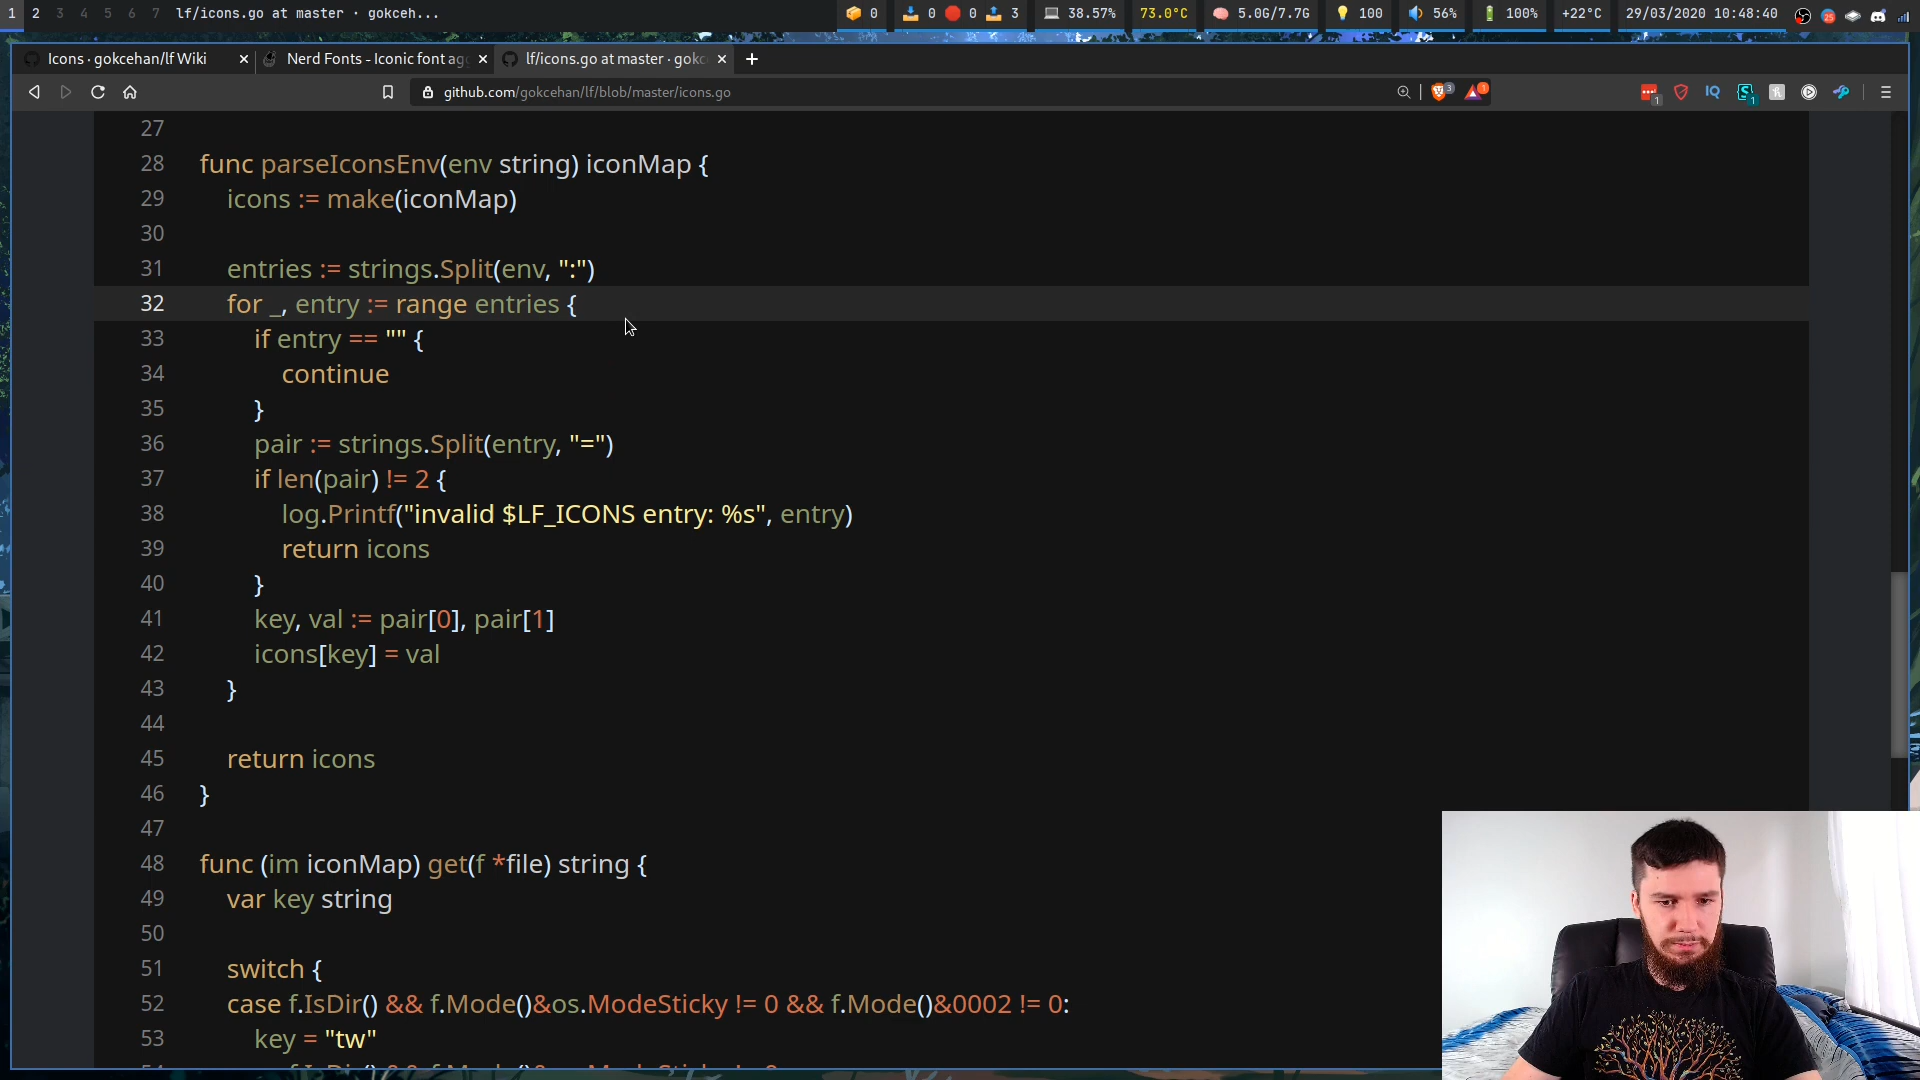 1 2 3 4 5 6 7 lf/icons.go at master · gokceh... 0 0 0 3 38.57% 73.0°C 5.0G/7.7G 100 56% 100% +22°C 29/03/2020 10:48:40
Icons · gokcehan/lf Wiki Nerd Fonts - Iconic font ag lf/icons.go at master · gokc
github.com/gokcehan/lf/blob/master/icons.go
27
28 func parseIconsEnv(env string) iconMap {
29 icons := make(iconMap)
30
31 entries := strings.Split(env, ":")
32 for _, entry := range entries {
33 if entry == "" {
34 continue
35 }
36 pair := strings.Split(entry, "=")
37 if len(pair) != 2 {
38 log.Printf("invalid $LF_ICONS entry: %s", entry)
39 return icons
40 }
41 key, val := pair[0], pair[1]
42 icons[key] = val
43 }
44
45 return icons
46 }
47
48 func (im iconMap) get(f *file) string {
49 var key string
50
51 switch {
52 case f.IsDir() && f.Mode()&os.ModeSticky != 0 && f.Mode()&0002 != 0:
53 key = "tw"